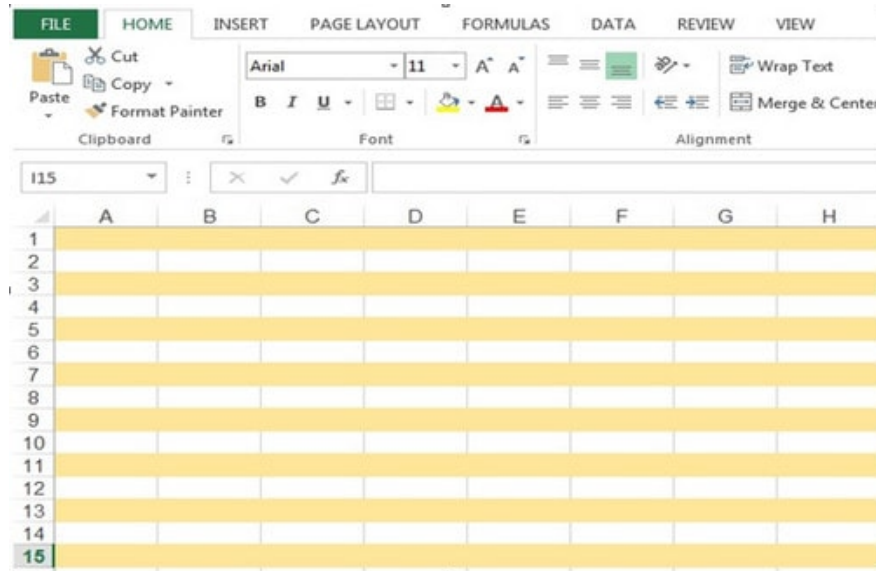 FILE HOME INSERT PAGE LAYOUT FORMULAS DATA REVIEW VIEW
Cut
Copy
Paste
Format Painter
Clipboard
Arial 11 A A
B I U A
Font
Wrap Text
Merge & Center
Alignment
I15 fx
A B C D E F G H
1
2
3
4
5
6
7
8
9
10
11
12
13
14
15